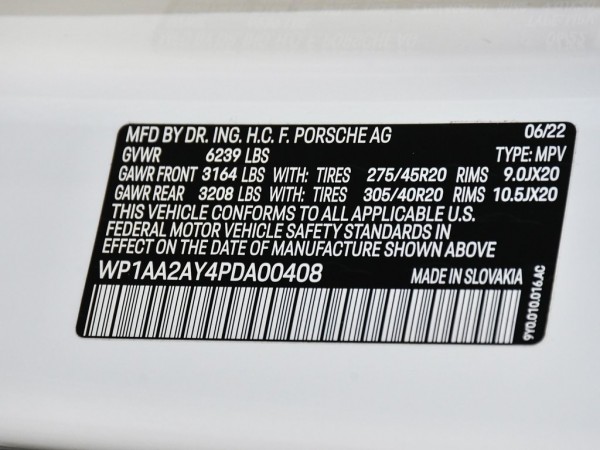 MFD BY DR. ING. H.C. F. PORSCHE AG 06/22
GVWR 6239 LBS TYPE: MPV
GAWR FRONT 3164 LBS WITH: TIRES 275/45R20 RIMS 9.0JX20
GAWR REAR 3208 LBS WITH: TIRES 305/40R20 RIMS 10.5JX20
THIS VEHICLE CONFORMS TO ALL APPLICABLE U.S.
FEDERAL MOTOR VEHICLE SAFETY STANDARDS IN
EFFECT ON THE DATE OF MANUFACTURE SHOWN ABOVE
WP1AA2AY4PDA00408 MADE IN SLOVAKIA
9Y0.010.016.AC